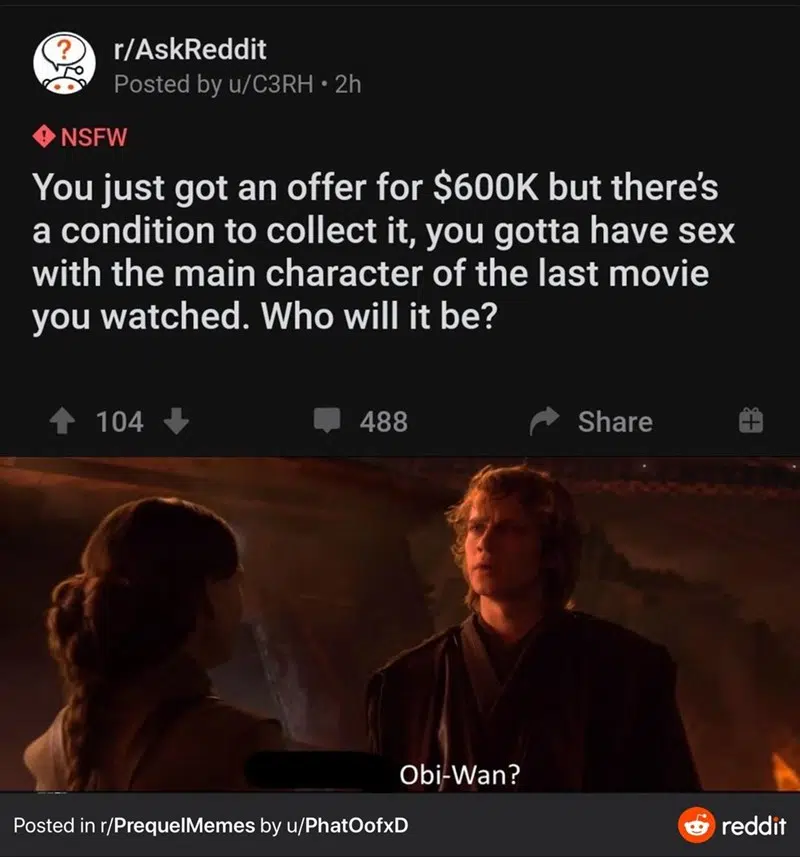 r/AskReddit
Posted by u/C3RH • 2h
NSFW
You just got an offer for $600K but there's
a condition to collect it, you gotta have sex
with the main character of the last movie
you watched. Who will it be?
104 488 Share
Obi-Wan?
Posted in r/PrequelMemes by u/PhatOofxD reddit